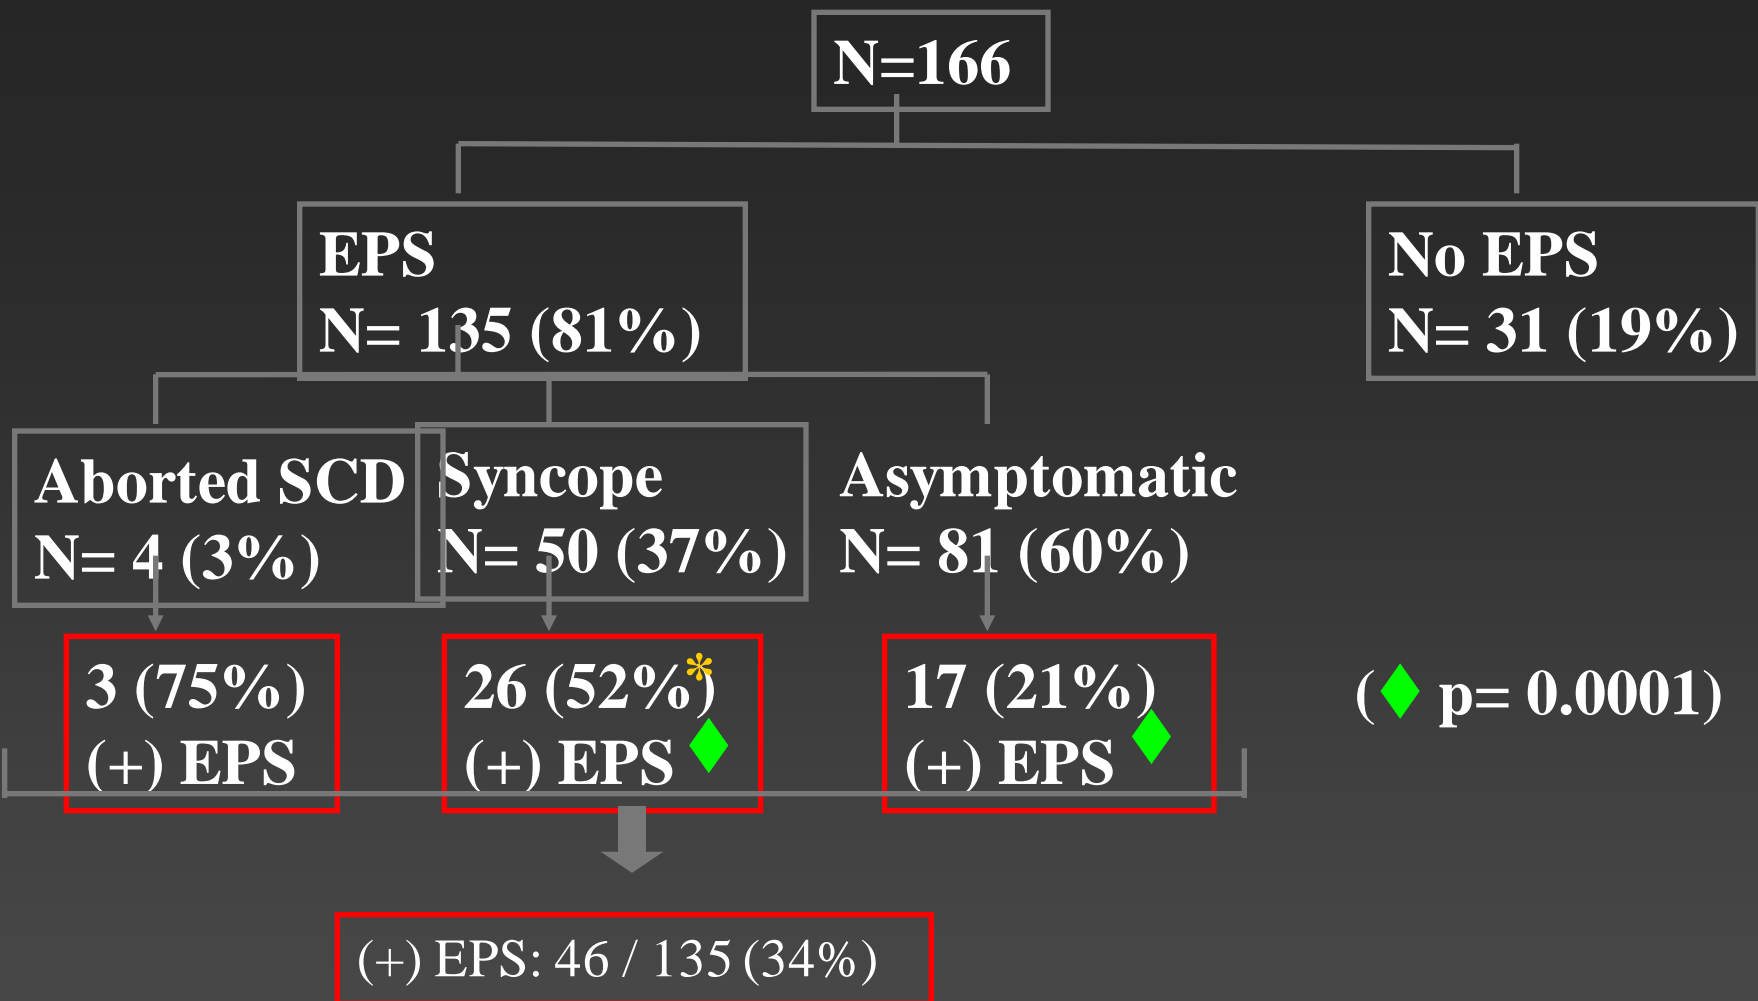 N=166
EPS
N= 135 (81%)
No EPS
N= 31 (19%)
Aborted SCD
N= 4 (3%)
Syncope
N= 50 (37%)
Asymptomatic
N= 81 (60%)
3 (75%)
(+) EPS
26 (52%*)
(+) EPS ♦
17 (21%)
(+) EPS ♦
(♦ p= 0.0001)
(+) EPS: 46 / 135 (34%)